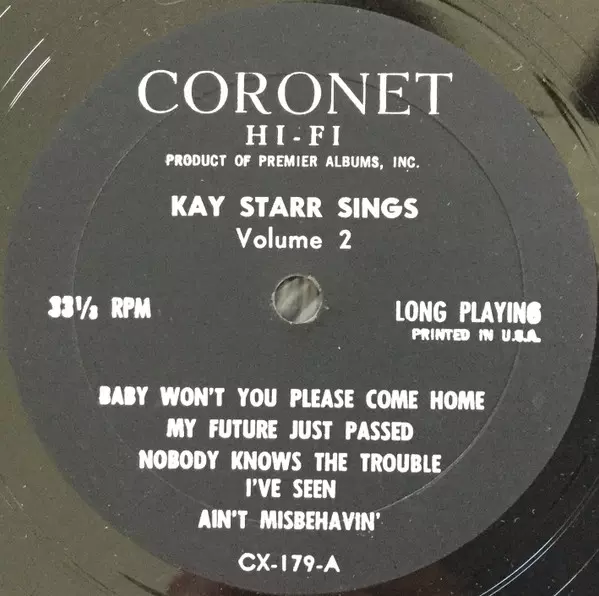 CORONET
HI-FI
PRODUCT OF PREMIER ALBUMS, INC.
KAY STARR SINGS
Volume 2
33⅓ RPM
LONG PLAYING
PRINTED IN U.S.A.
BABY WON'T YOU PLEASE COME HOME
MY FUTURE JUST PASSED
NOBODY KNOWS THE TROUBLE
I'VE SEEN
AIN'T MISBEHAVIN'
CX-179-A